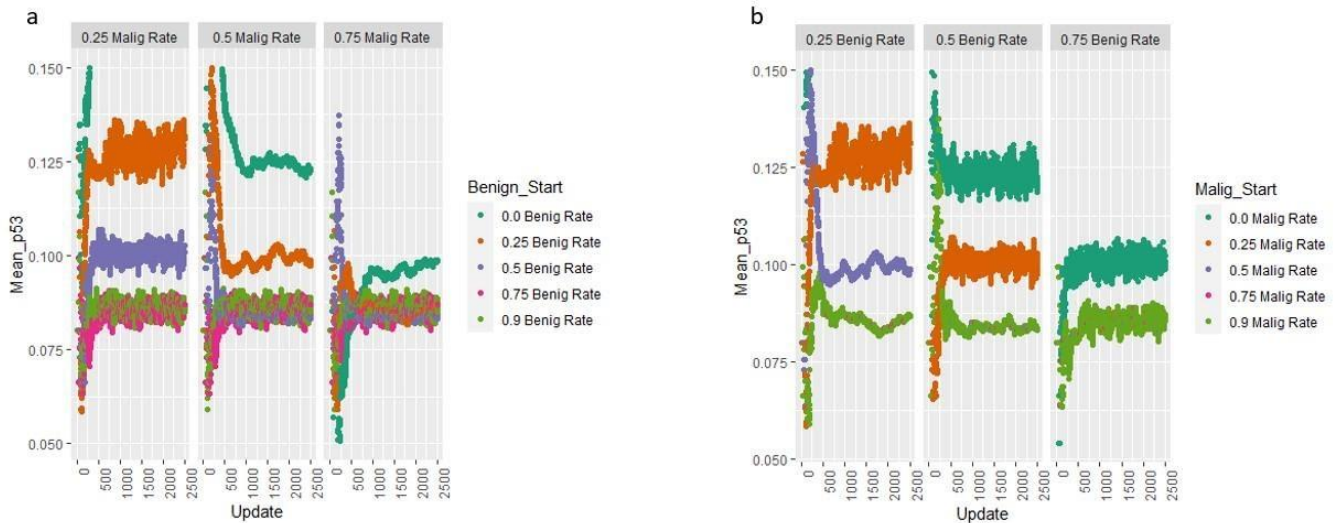 a
0.25 Malig Rate 0.5 Malig Rate 0.75 Malig Rate
0.150
0.125
0.100
0.075
0.050
Mean_p53
0 500 1000 1500 2000 2500 0 500 1000 1500 2000 2500 0 500 1000 1500 2000 2500
Update
Benign_Start
0.0 Benig Rate
0.25 Benig Rate
0.5 Benig Rate
0.75 Benig Rate
0.9 Benig Rate
b
0.25 Benig Rate 0.5 Benig Rate 0.75 Benig Rate
0.150
0.125
0.100
0.075
0.050
Mean_p53
0 500 1000 1500 2000 2500 0 500 1000 1500 2000 2500 0 500 1000 1500 2000 2500
Update
Malig_Start
0.0 Malig Rate
0.25 Malig Rate
0.5 Malig Rate
0.75 Malig Rate
0.9 Malig Rate